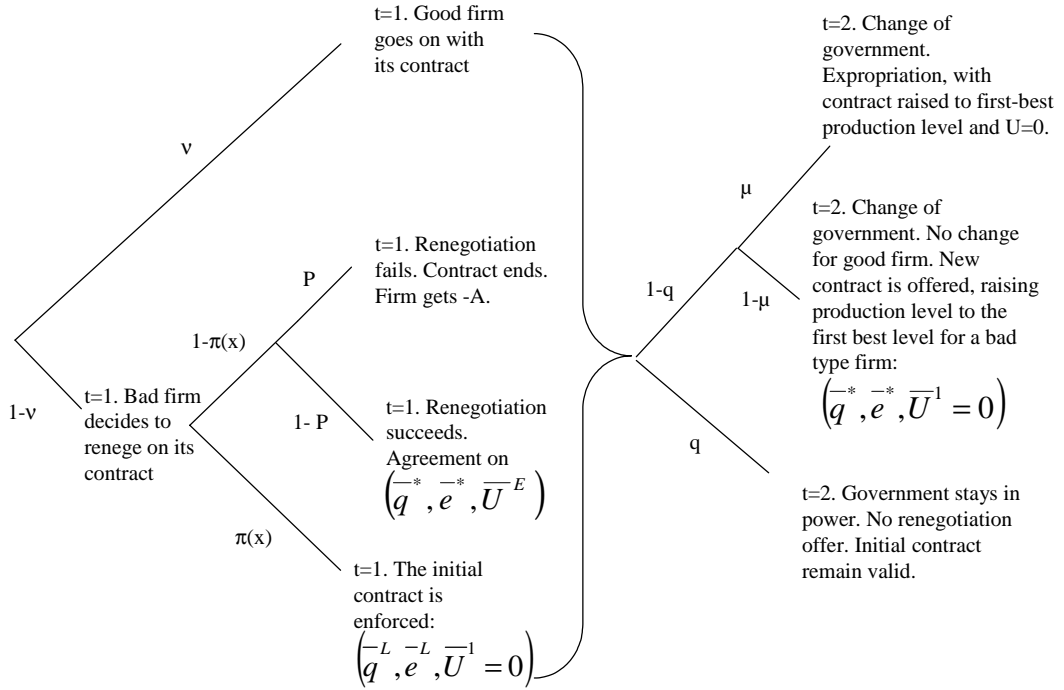 t=1. Good firm
goes on with
its contract
t=2. Change of
government.
Expropriation, with
contract raised to first-best
production level and U=0.
ν
μ
t=2. Change of
government. No change
for good firm. New
contract is offered, raising
production level to the
first best level for a bad
type firm:
(q̅*, e̅*, U̅¹ = 0)
t=1. Renegotiation
fails. Contract ends.
Firm gets -A.
P
1-q
1-μ
1-π(x)
1-ν
t=1. Bad firm
decides to
renege on its
contract
1- P
t=1. Renegotiation
succeeds.
Agreement on
(q̅*, e̅*, U̅ᴱ)
q
t=2. Government stays in
power. No renegotiation
offer. Initial contract
remain valid.
π(x)
t=1. The initial
contract is
enforced:
(q̅ᴸ, e̅ᴸ, U̅¹ = 0)